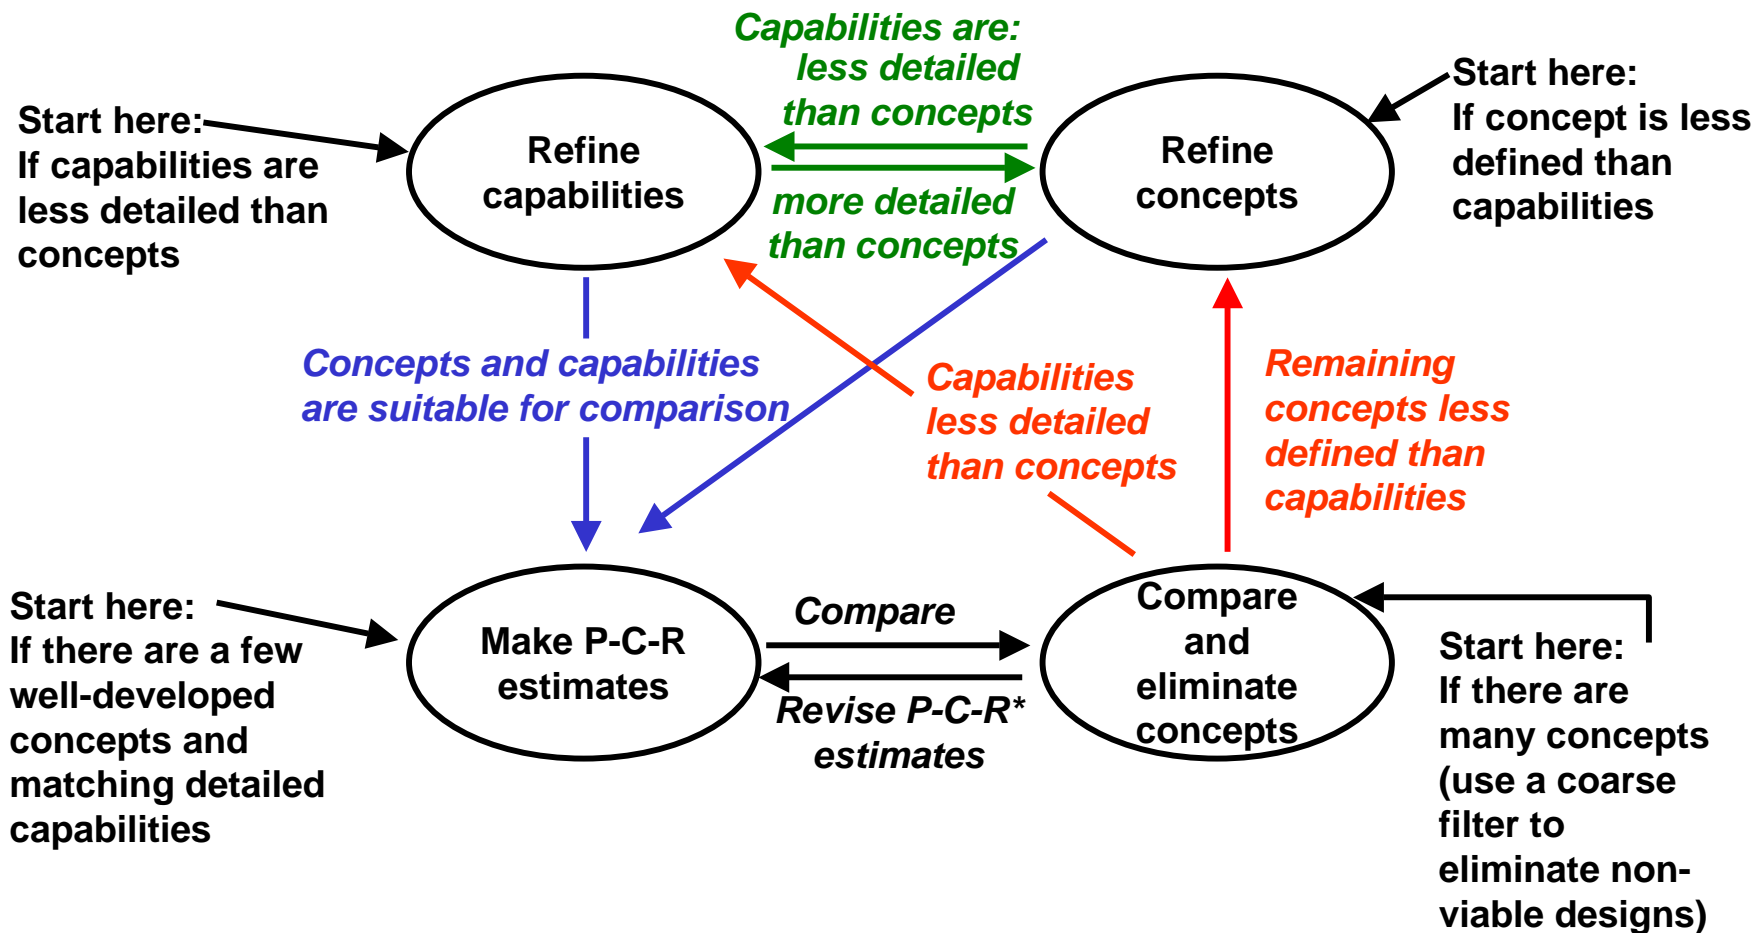 Capabilities are:
less detailed
than concepts
Start here:
If concept is less
defined than
capabilities
Start here:
If capabilities are
less detailed than
concepts
Refine
capabilities
Refine
concepts
more detailed
than concepts
Concepts and capabilities
are suitable for comparison
Capabilities
less detailed
than concepts
Remaining
concepts less
defined than
capabilities
Start here:
If there are a few
well-developed
concepts and
matching detailed
capabilities
Make P-C-R
estimates
Compare
Revise P-C-R*
estimates
Compare
and
eliminate
concepts
Start here:
If there are
many concepts
(use a coarse
filter to
eliminate non-
viable designs)